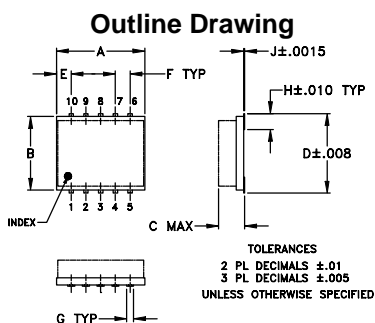 Outline Drawing
A
J±.0015
E
F TYP
H±.010 TYP
10 9 8 7 6
B
D±.008
INDEX
1 2 3 4 5
C MAX
TOLERANCES
2 PL DECIMALS ±.01
3 PL DECIMALS ±.005
UNLESS OTHERWISE SPECIFIED
G TYP